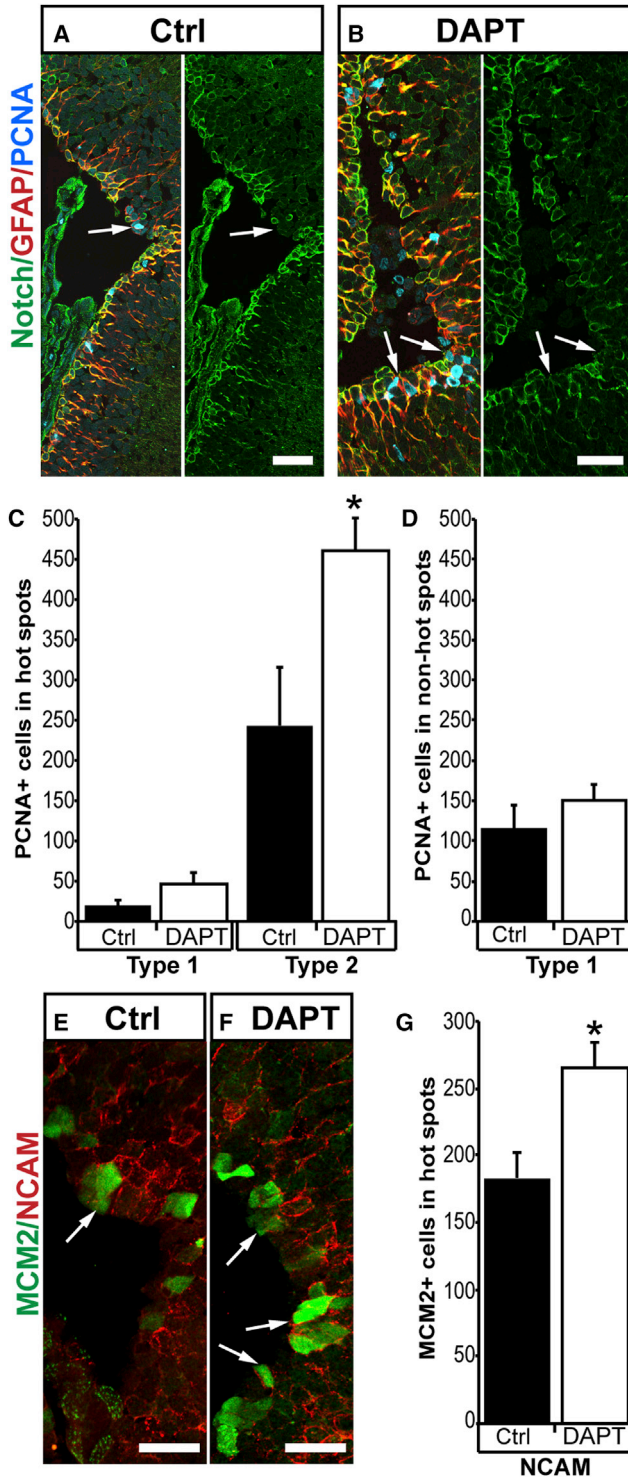 A Ctrl
B DAPT
Notch/GFAP/PCNA
C
PCNA+ cells in hot spots
500
450
400
350
300
250
200
150
100
50
0
*
Ctrl DAPT Ctrl DAPT
Type 1 Type 2
D
PCNA+ cells in non-hot spots
500
450
400
350
300
250
200
150
100
50
0
Ctrl DAPT
Type 1
E Ctrl
F DAPT
MCM2/NCAM
G
MCM2+ cells in hot spots
300
250
200
150
100
50
0
*
Ctrl DAPT
NCAM